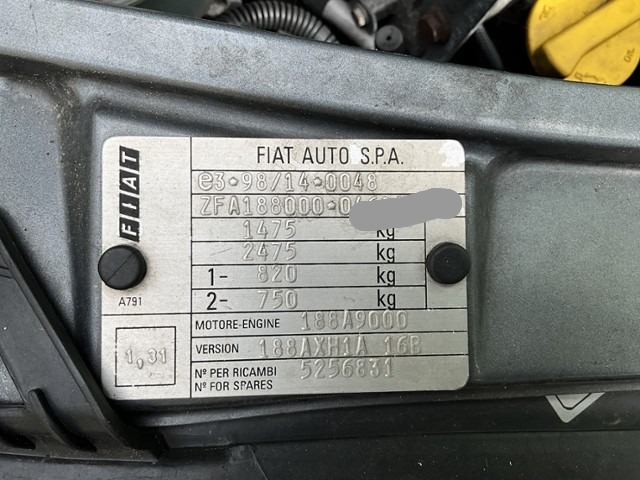 FIAT
FIAT AUTO S.P.A.
e3*98/14*0048
ZFA188000*
1475 kg
2475 kg
1- 820 kg
2- 750 kg
A791
MOTORE-ENGINE 188A9000
1,31
VERSION 188AXH1A 16B
Nº PER RICAMBI
Nº FOR SPARES 5256831